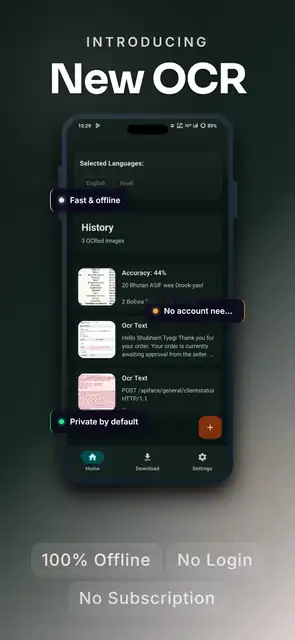 INTRODUCING
New OCR
10:29
89%
Selected Languages:
English Hindi
Fast & offline
History
3 OCRed images
Accuracy: 44%
20 Bhutan ASIF wes Drook-yaol
2 Bolivia
No account nee...
Ocr Text
Hello Shubham Tyagi Thank you for
your order. Your order is currently
awaiting approval from the seller. ...
Ocr Text
POST /apiface/general/clientstatus
HTTP/1.1
Private by default
+
Home Download Settings
100% Offline No Login
No Subscription